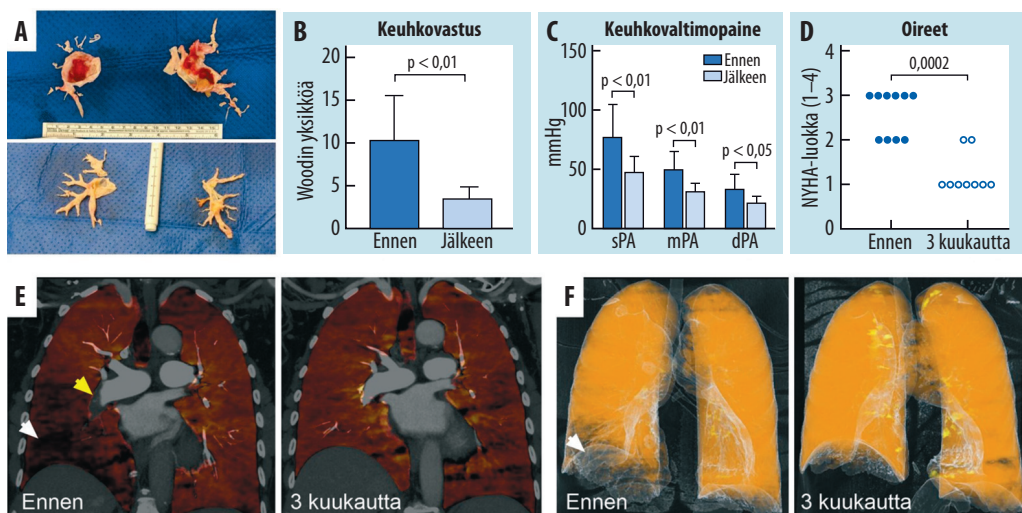 A
B
Keuhkovastus
Woodin yksikköä
20
15
10
5
0
p < 0,01
Ennen
Jälkeen
C
Keuhkovaltimopaine
mmHg
150
100
50
0
Ennen
Jälkeen
p < 0,01
p < 0,01
p < 0,05
sPA
mPA
dPA
D
Oireet
NYHA-luokka (1–4)
4
3
2
1
0
0,0002
Ennen
3 kuukautta
E
Ennen
3 kuukautta
F
Ennen
3 kuukautta